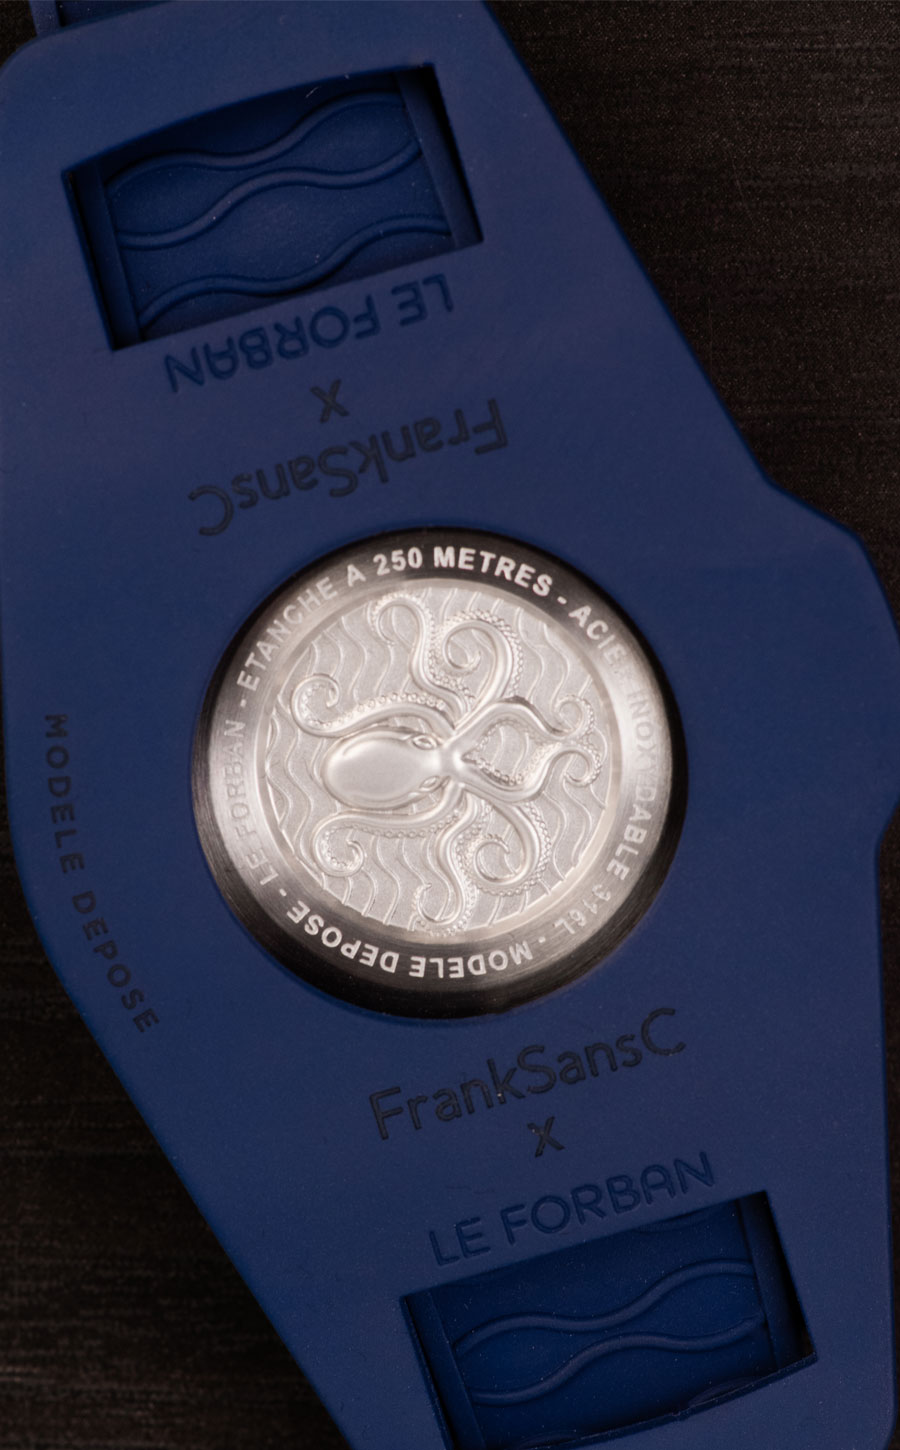 LE FORBAN
X
FrankSansC
LE FORBAN - ETANCHE A 250 METRES - ACIER INOXYDABLE 316L - MODELE DEPOSE -
MODELE DEPOSE
FrankSansC
X
LE FORBAN